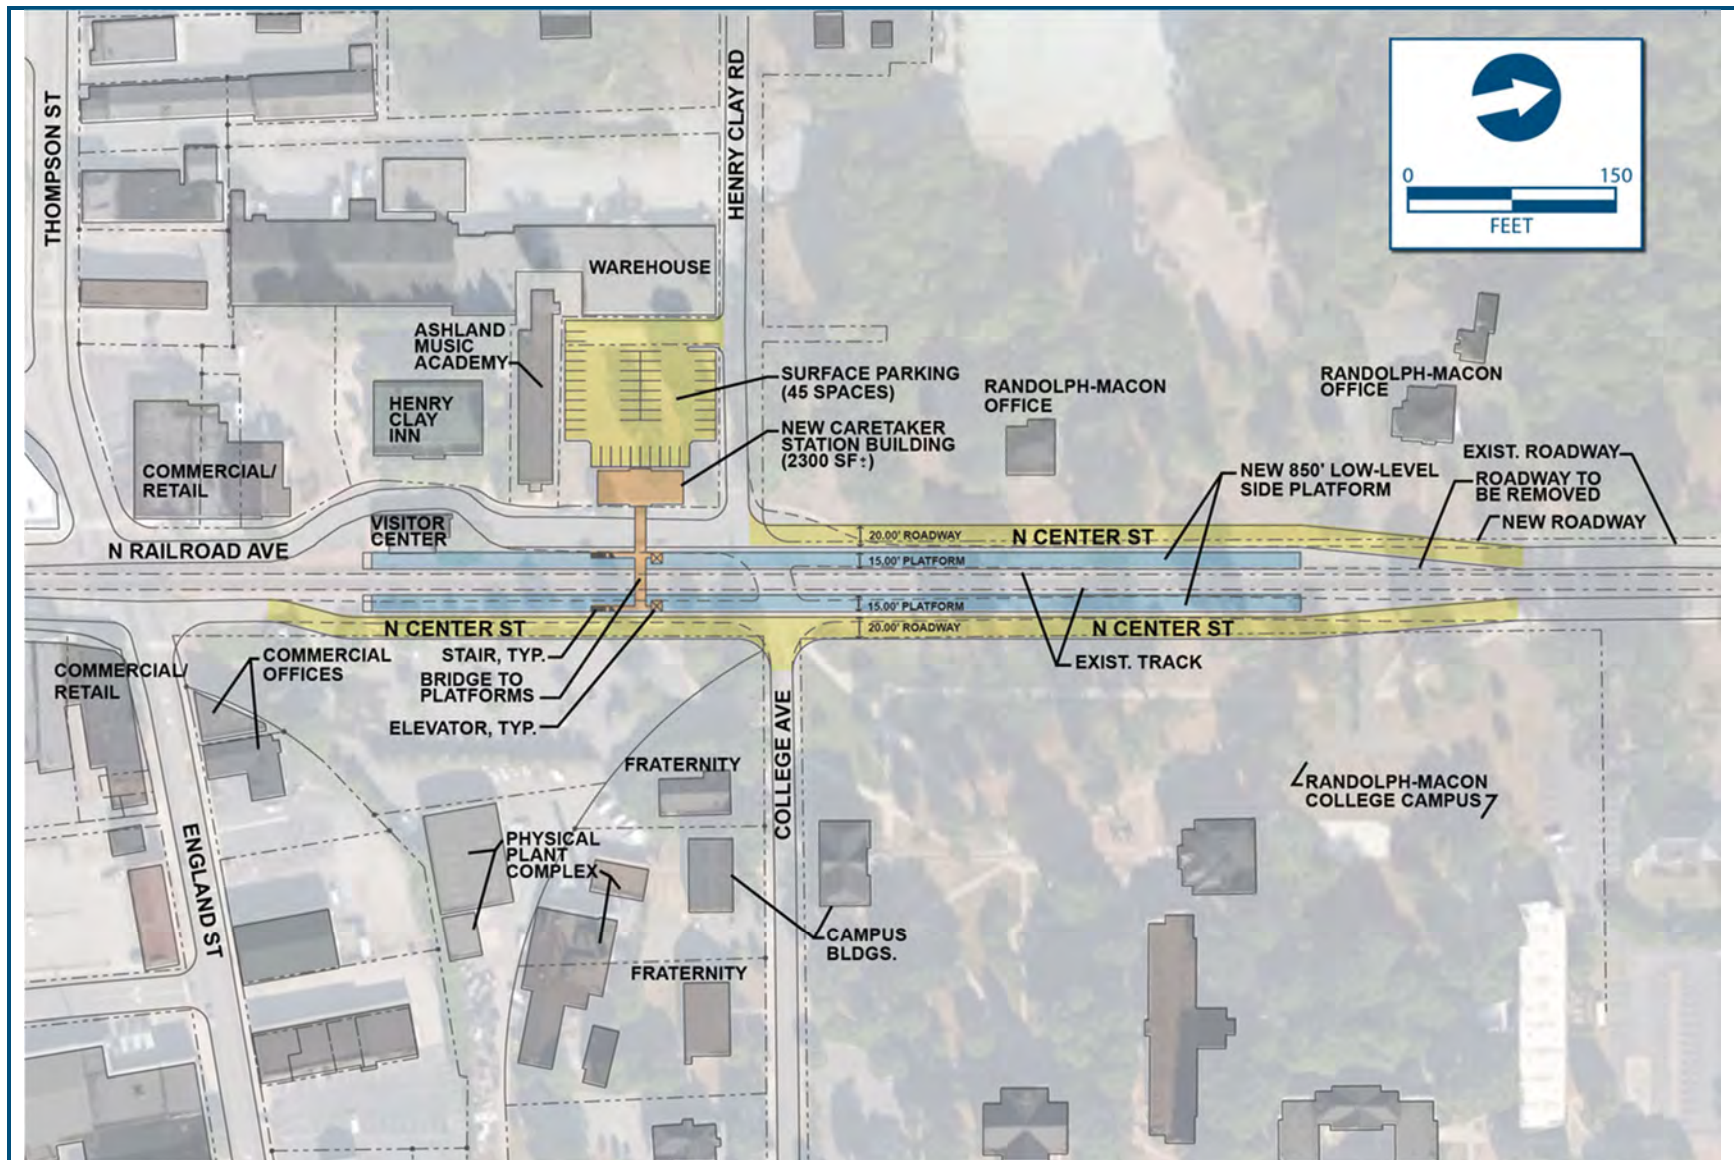 THOMPSON ST
HENRY CLAY RD
0 150
FEET
WAREHOUSE
ASHLAND
MUSIC
ACADEMY
SURFACE PARKING
(45 SPACES)
RANDOLPH-MACON
OFFICE
RANDOLPH-MACON
OFFICE
HENRY
CLAY
INN
NEW CARETAKER
STATION BUILDING
(2300 SF±)
COMMERCIAL/
RETAIL
NEW 850' LOW-LEVEL
SIDE PLATFORM
EXIST. ROADWAY
ROADWAY TO
BE REMOVED
NEW ROADWAY
VISITOR
CENTER
N RAILROAD AVE
20.00' ROADWAY
N CENTER ST
15.00' PLATFORM
15.00' PLATFORM
N CENTER ST
20.00' ROADWAY
N CENTER ST
STAIR, TYP.
EXIST. TRACK
COMMERCIAL/
RETAIL
COMMERCIAL
OFFICES
BRIDGE TO
PLATFORMS
ELEVATOR, TYP.
COLLEGE AVE
FRATERNITY
RANDOLPH-MACON
COLLEGE CAMPUS
ENGLAND ST
PHYSICAL
PLANT
COMPLEX
CAMPUS
BLDGS.
FRATERNITY